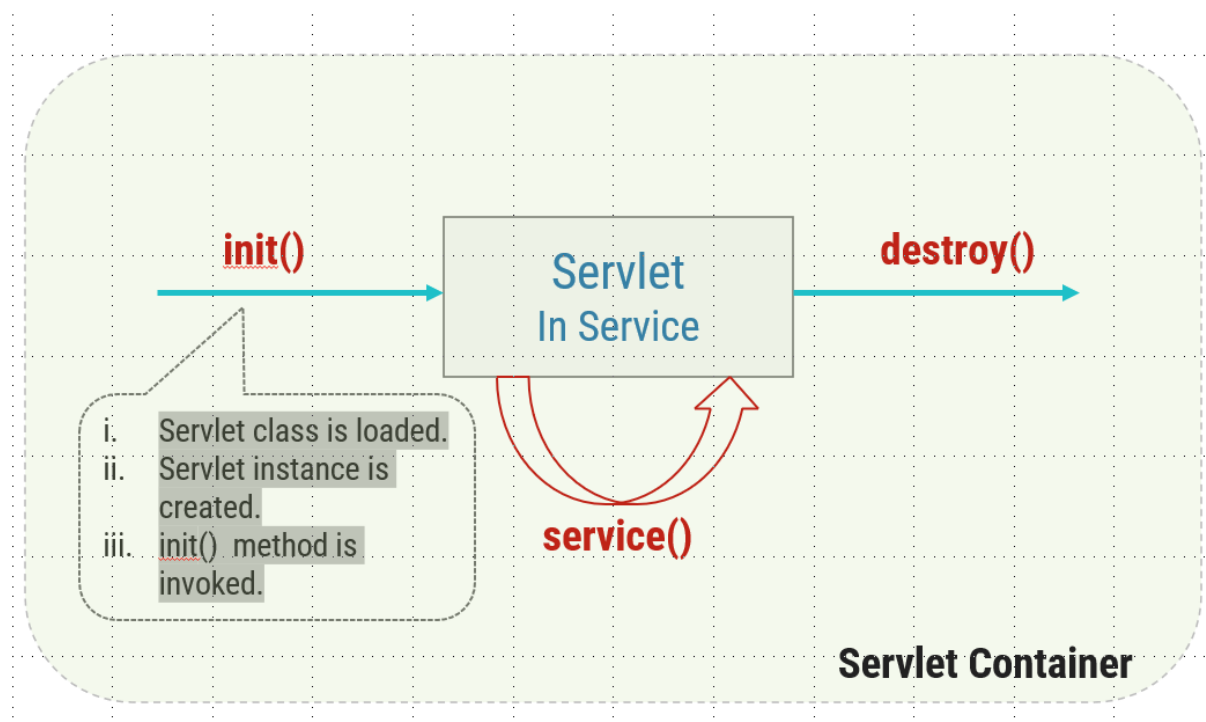 init()
Servlet
In Service
destroy()
i. Servlet class is loaded.
ii. Servlet instance is
created.
iii. init() method is
invoked.
service()
Servlet Container